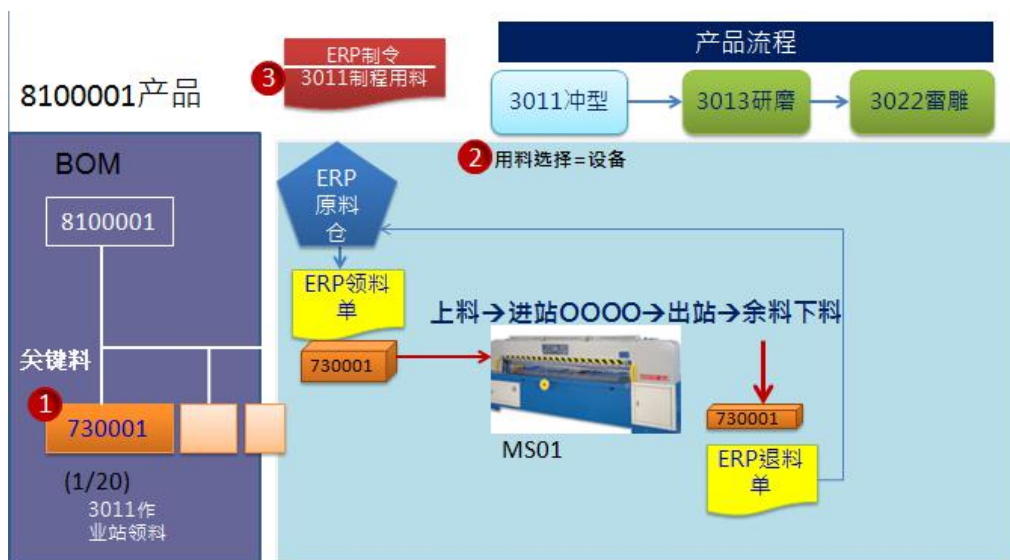 8100001产品
3
ERP制令
3011制程用料
产品流程
3011冲型
3013研磨
3022雷雕
BOM
8100001
关键料
1
730001
(1/20)
3011作
业站领料
2
用料选择=设备
ERP
原料
仓
ERP领料
单
730001
上料→进站OOOO→出站→余料下料
MS01
730001
ERP退料
单